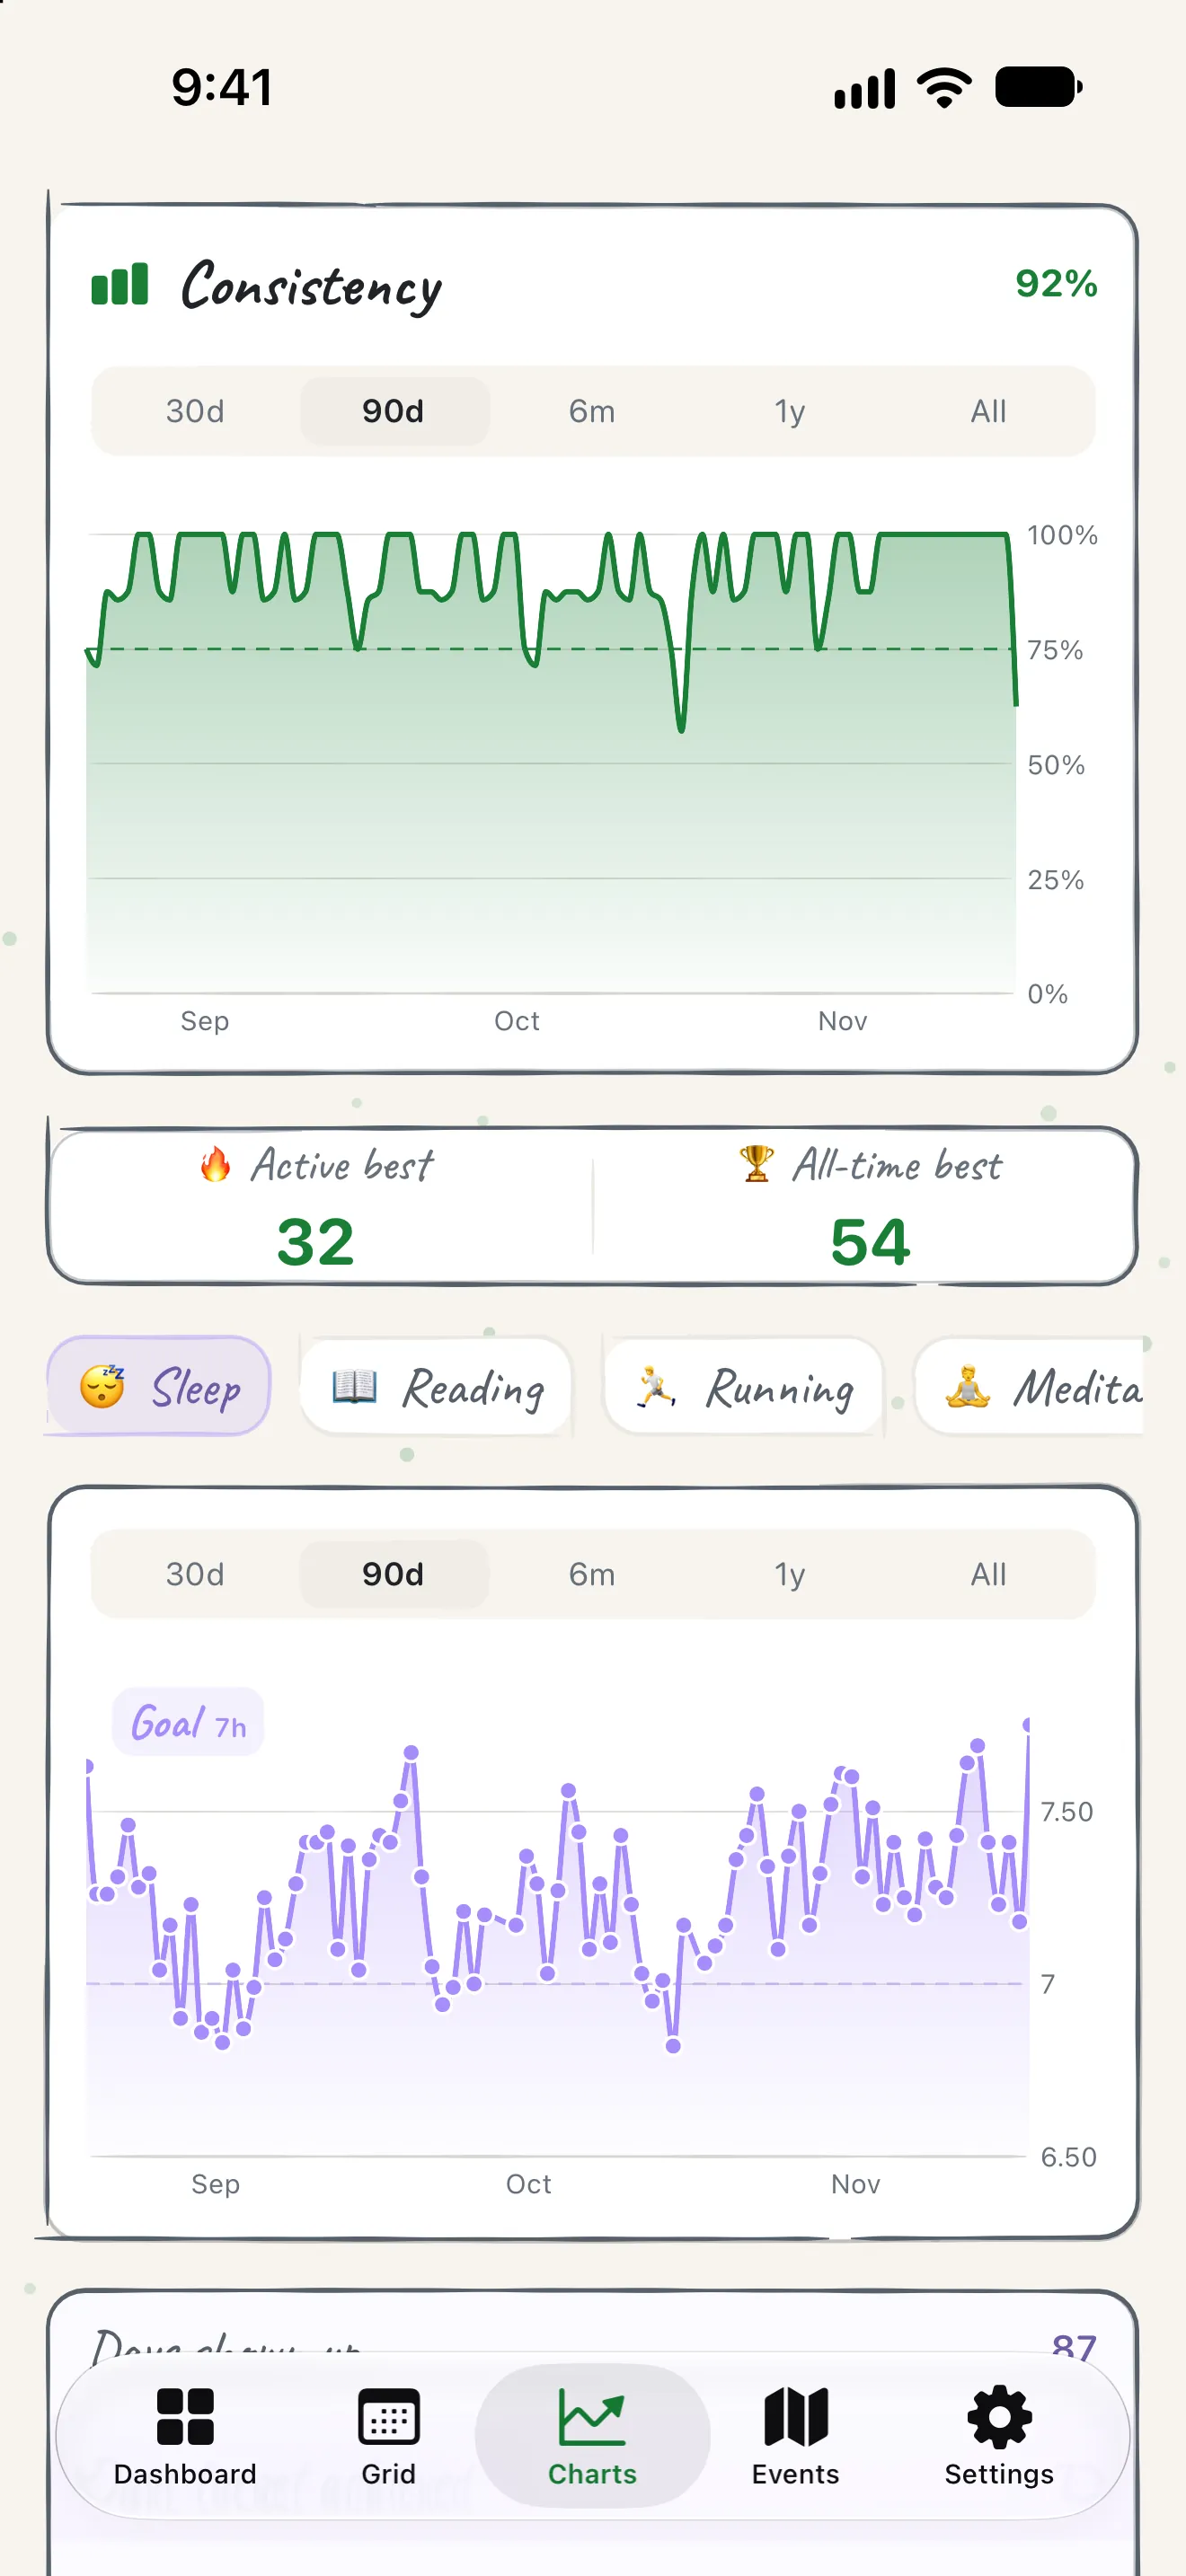 9:41
Consistency 92%
30d 90d 6m 1y All
100%
75%
50%
25%
0%
Sep Oct Nov
Active best All-time best
32 54
Sleep Reading Running Medita
30d 90d 6m 1y All
Goal 7h
7.50
7
6.50
Sep Oct Nov
Days 87
Dashboard Grid Charts Events Settings